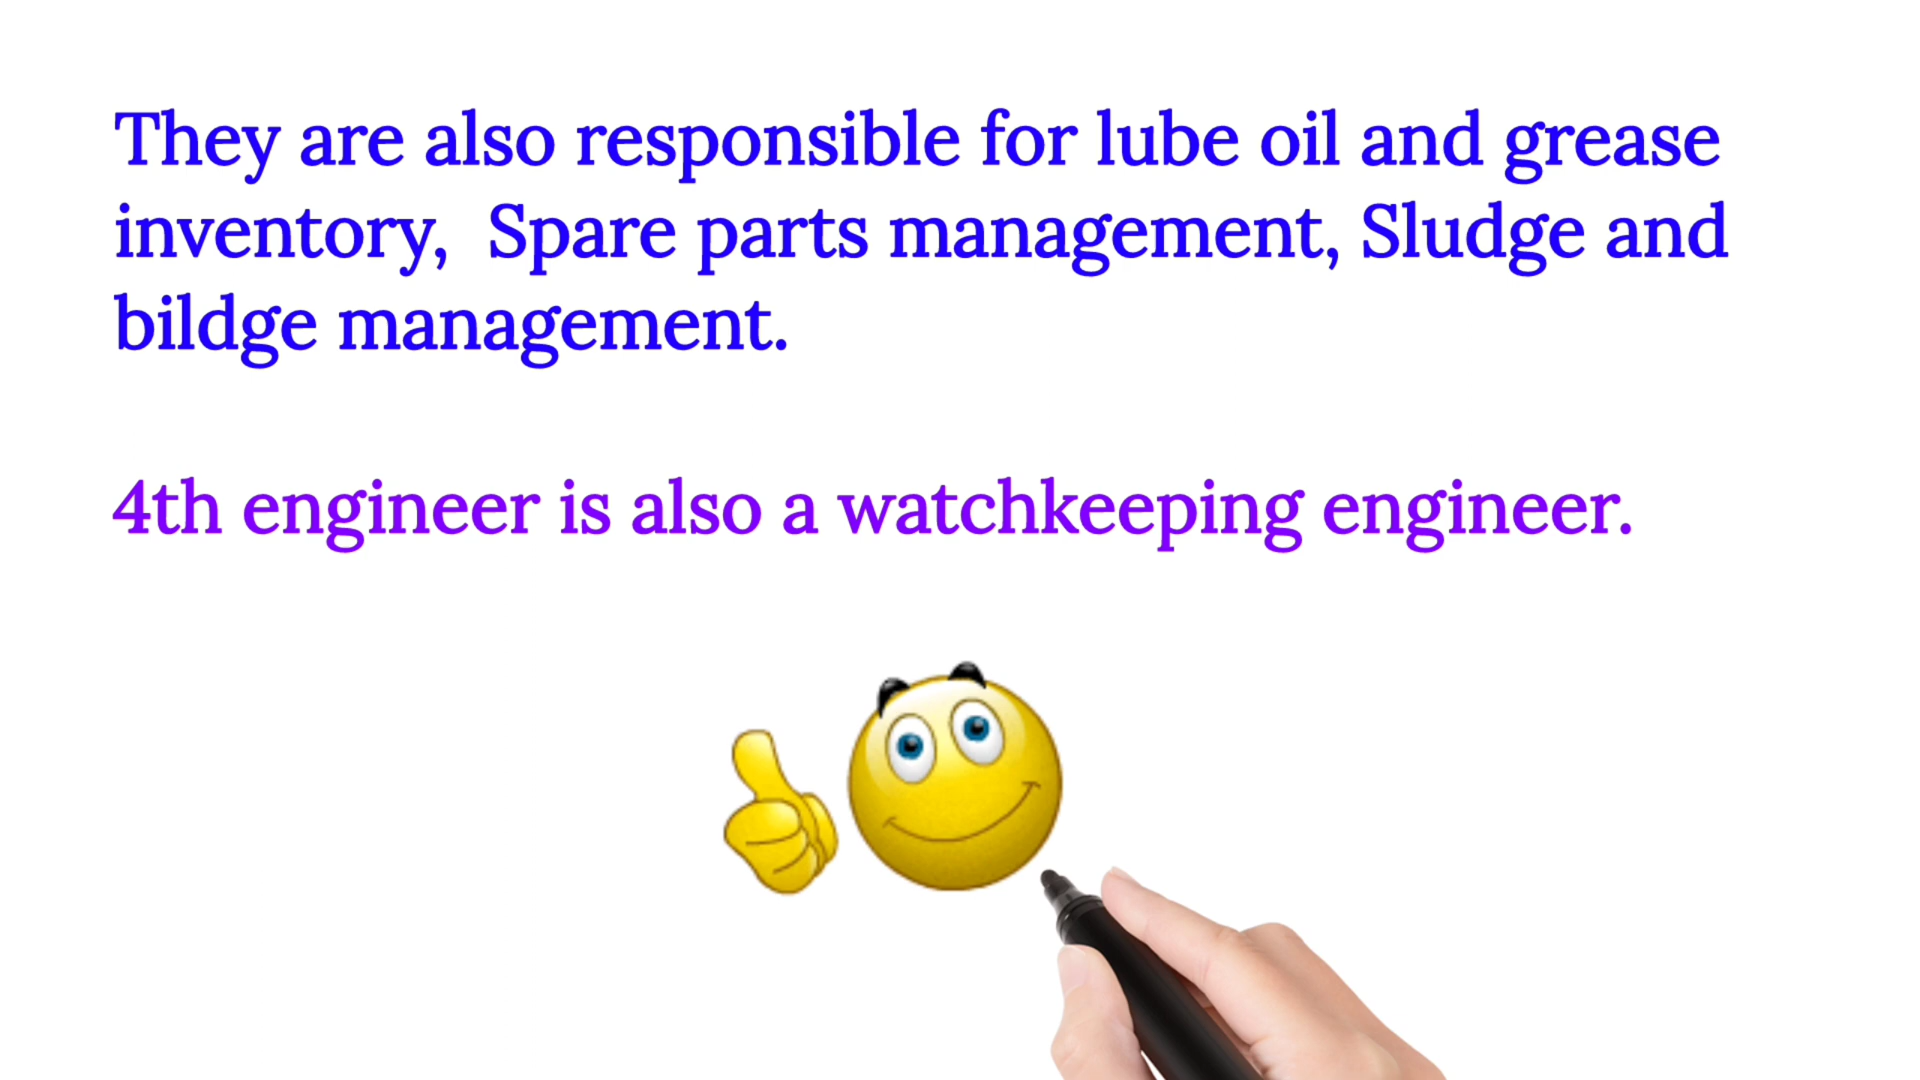 They are also responsible for lube oil and grease
inventory,  Spare parts management, Sludge and
bildge management.
4th engineer is also a watchkeeping engineer.